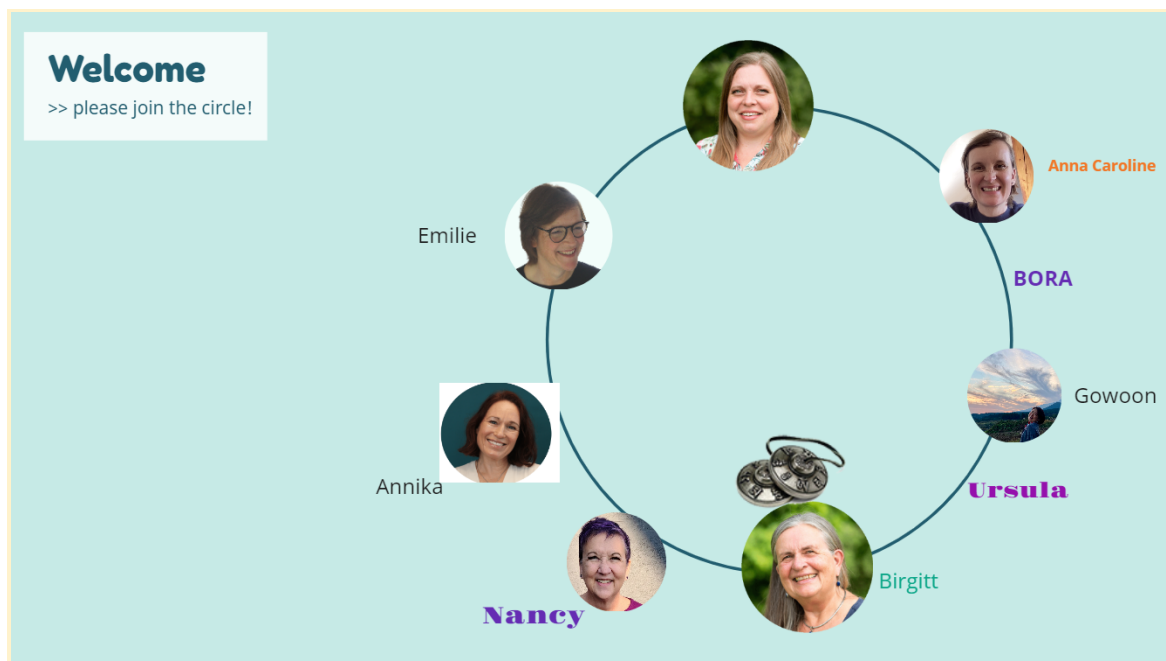 Welcome
>> please join the circle!
Anna Caroline
Emilie
BORA
Gowoon
Annika
Ursula
Birgitt
Nancy